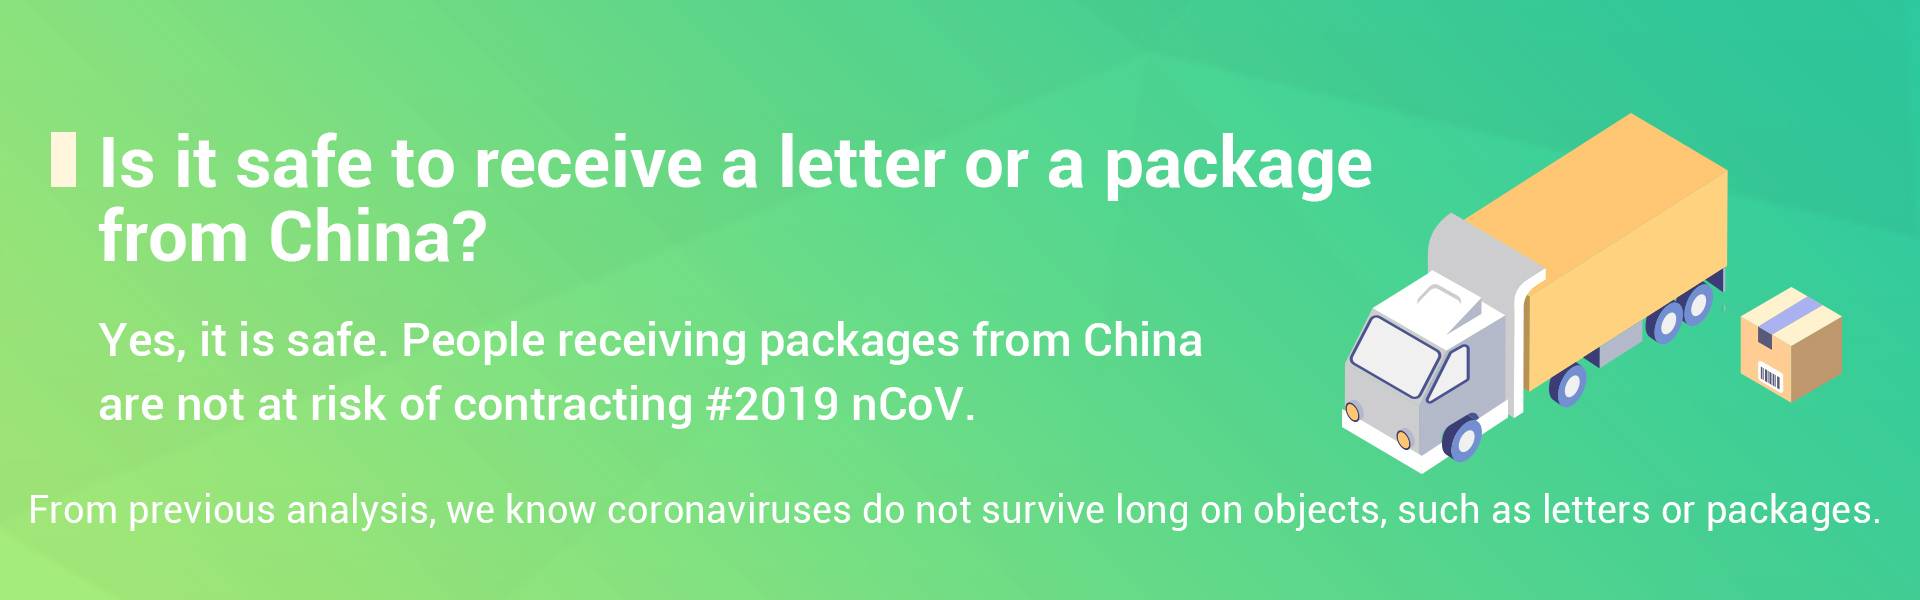 Is it safe to receive a letter or a package
from China?
Yes, it is safe. People receiving packages from China
are not at risk of contracting #2019 nCoV.
From previous analysis, we know coronaviruses do not survive long on objects, such as letters or packages.